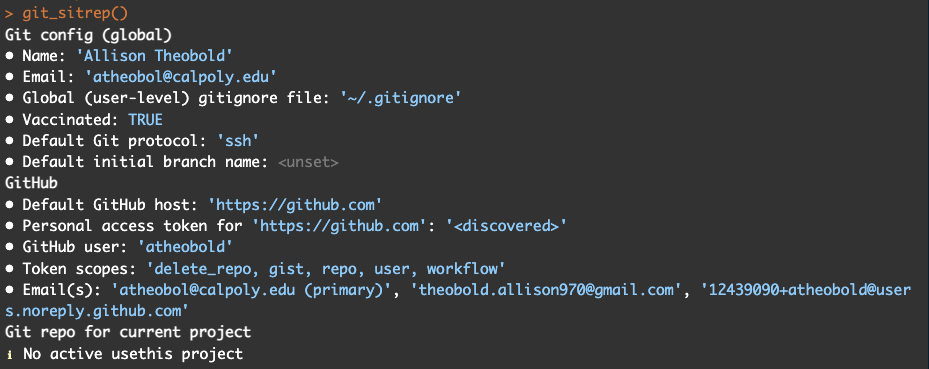 > git_sitrep()
Git config (global)
• Name: 'Allison Theobold'
• Email: 'atheobol@calpoly.edu'
• Global (user-level) gitignore file: '~/.gitignore'
• Vaccinated: TRUE
• Default Git protocol: 'ssh'
• Default initial branch name: <unset>
GitHub
• Default GitHub host: 'https://github.com'
• Personal access token for 'https://github.com': '<discovered>'
• GitHub user: 'atheobold'
• Token scopes: 'delete_repo, gist, repo, user, workflow'
• Email(s): 'atheobol@calpoly.edu (primary)', 'theobold.allison970@gmail.com', '12439090+atheobold@user
s.noreply.github.com'
Git repo for current project
ℹ No active usethis project